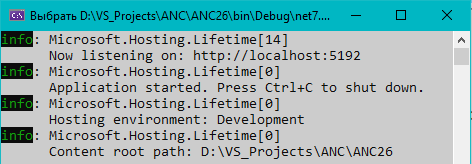 Выбрать D:\VS_Projects\ANC\ANC26\bin\Debug\net7....
info: Microsoft.Hosting.Lifetime[14]
Now listening on: http://localhost:5192
info: Microsoft.Hosting.Lifetime[0]
Application started. Press Ctrl+C to shut down.
info: Microsoft.Hosting.Lifetime[0]
Hosting environment: Development
info: Microsoft.Hosting.Lifetime[0]
Content root path: D:\VS_Projects\ANC\ANC26